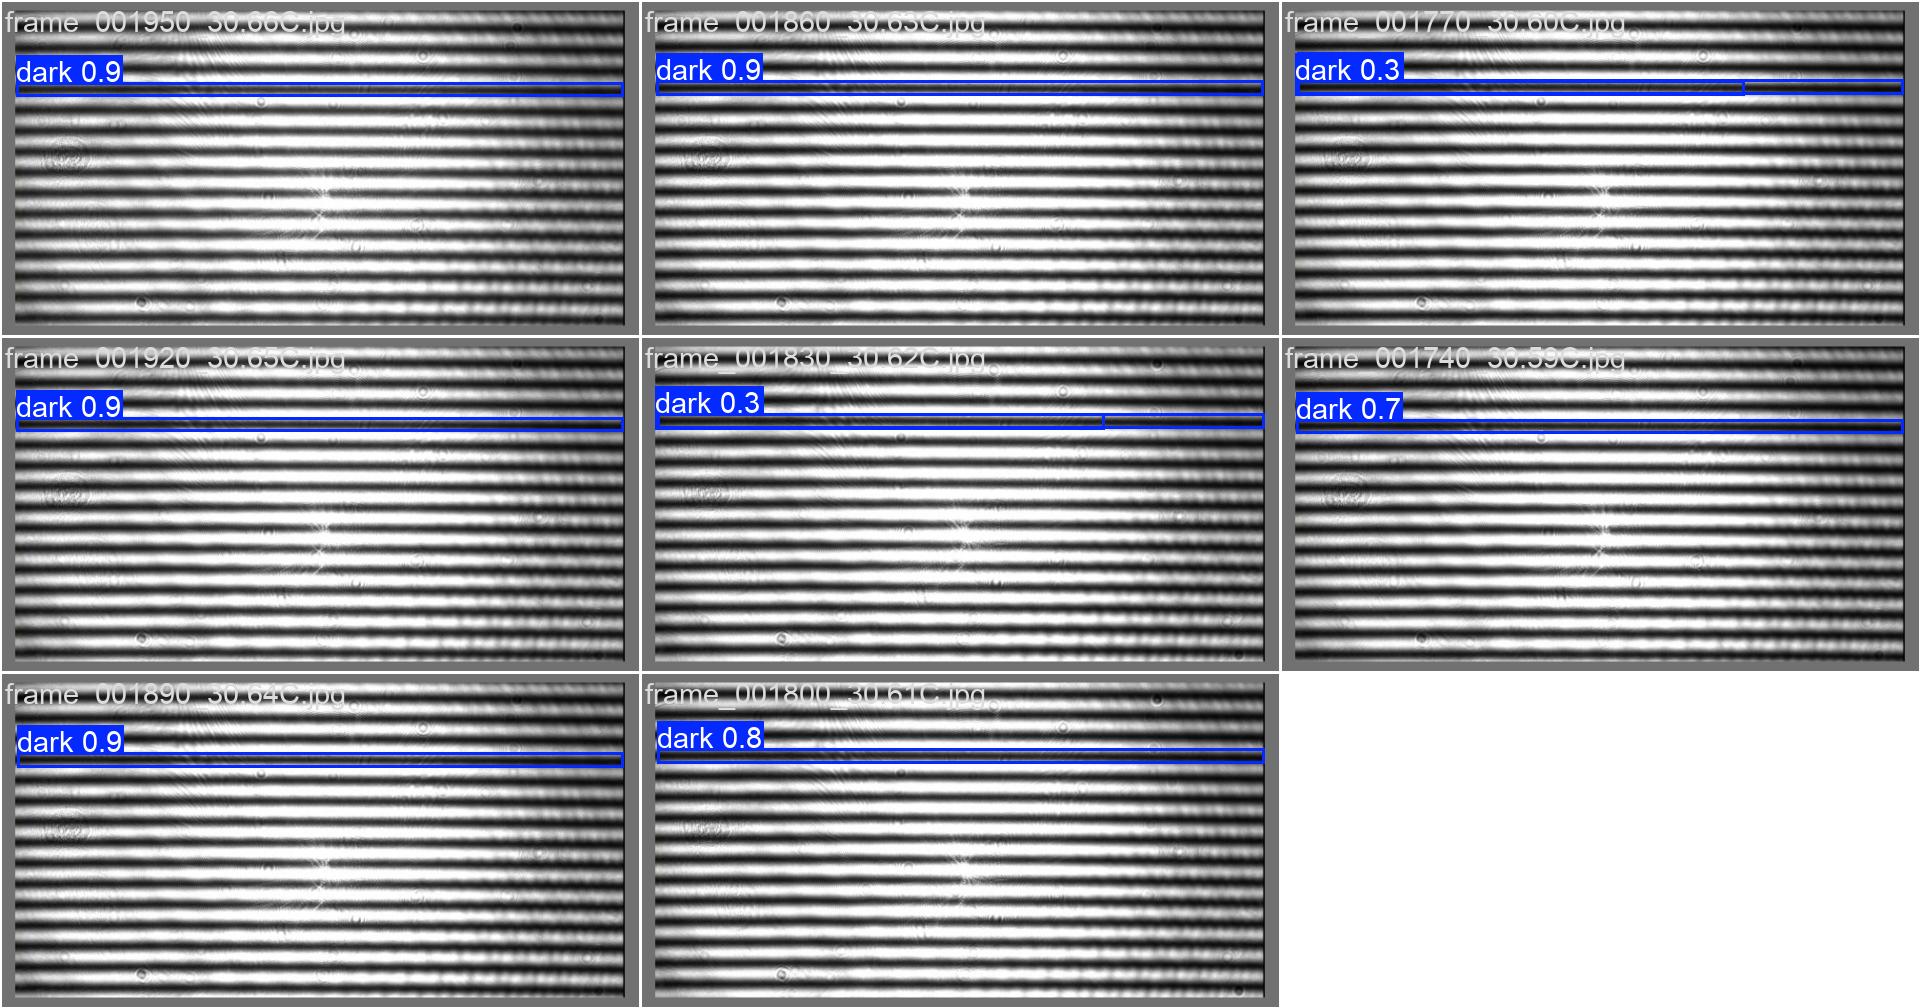 frame_001950_30.66C.jpg
dark 0.9
frame_001860_30.63C.jpg
dark 0.9
frame_001770_30.60C.jpg
dark 0.3
frame_001920_30.65C.jpg
dark 0.9
frame_001830_30.62C.jpg
dark 0.3
frame_001740_30.59C.jpg
dark 0.7
frame_001890_30.64C.jpg
dark 0.9
frame_001800_30.61C.jpg
dark 0.8